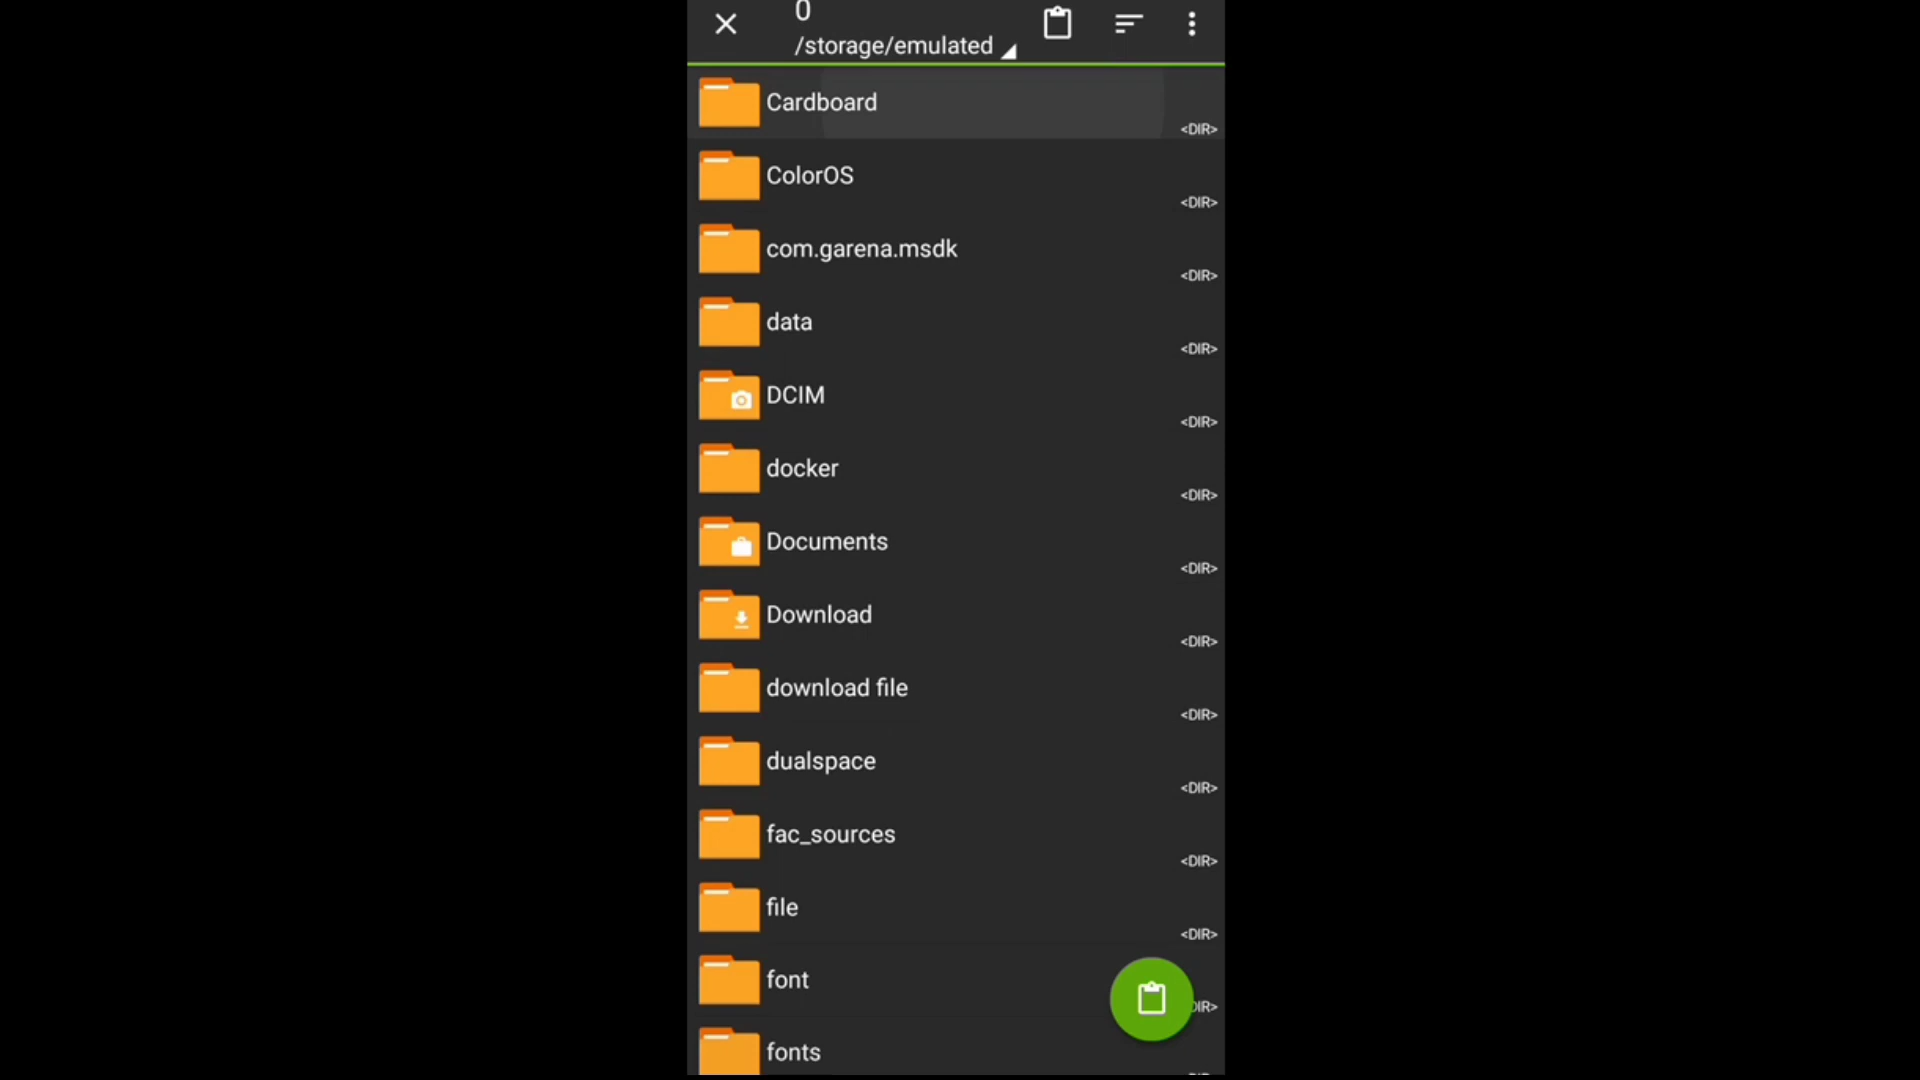 0
/storage/emulated
Cardboard
<DIR>
ColorOS
<DIR>
com.garena.msdk
<DIR>
data
<DIR>
DCIM
<DIR>
docker
<DIR>
Documents
<DIR>
Download
<DIR>
download file
<DIR>
dualspace
<DIR>
fac_sources
<DIR>
file
<DIR>
font
DIR>
fonts